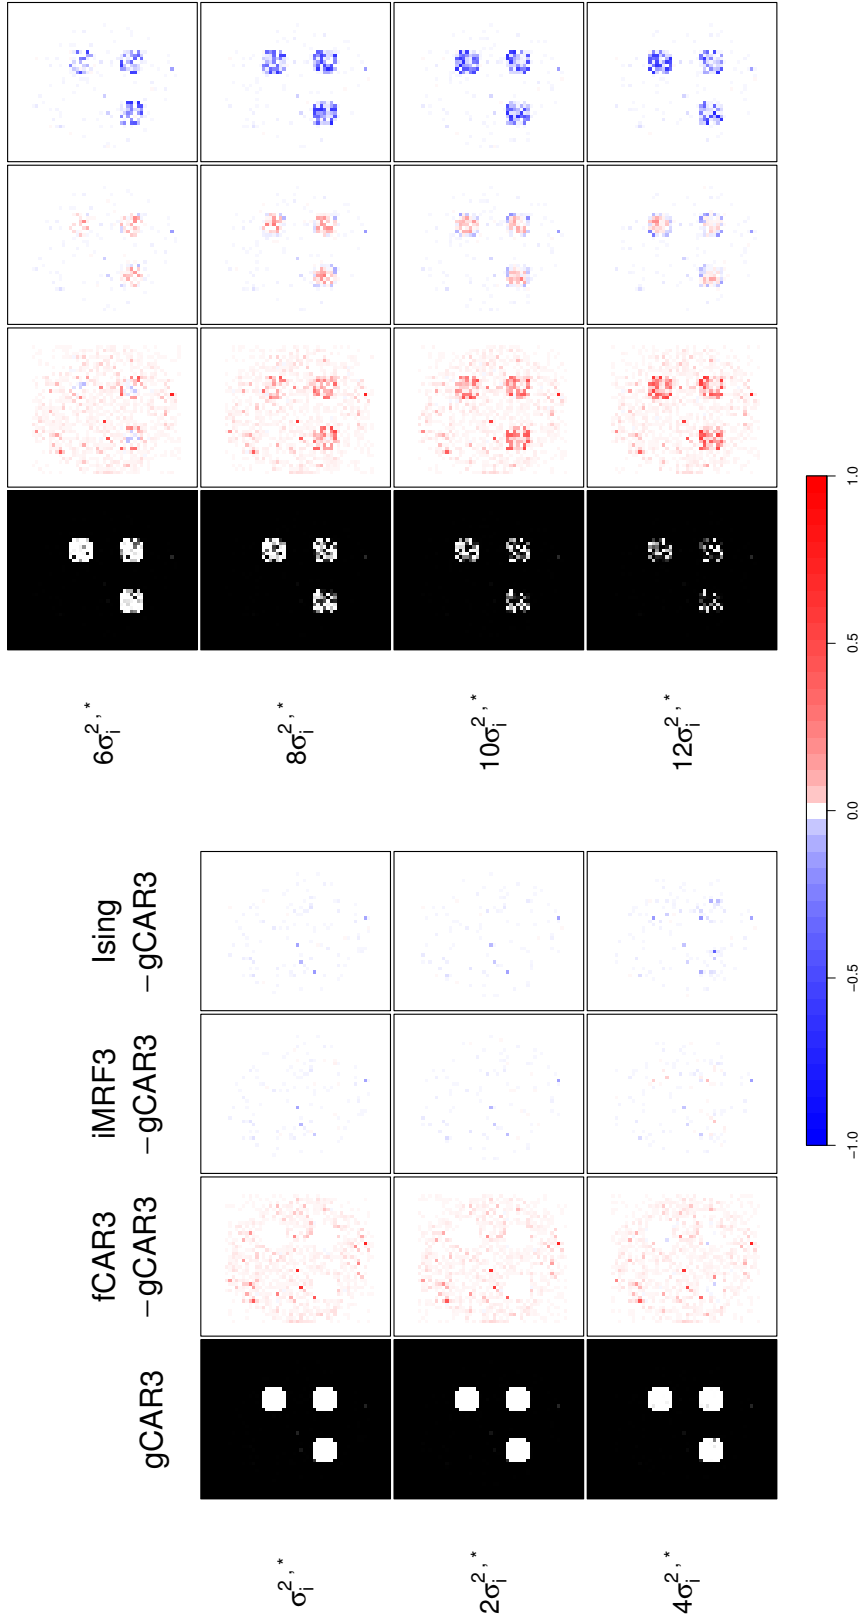 gCAR3
fCAR3
−gCAR3
iMRF3
−gCAR3
Ising
−gCAR3
σᵢ²,*
2σᵢ²,*
4σᵢ²,*
6σᵢ²,*
8σᵢ²,*
10σᵢ²,*
12σᵢ²,*
−1.0
−0.5
0.0
0.5
1.0